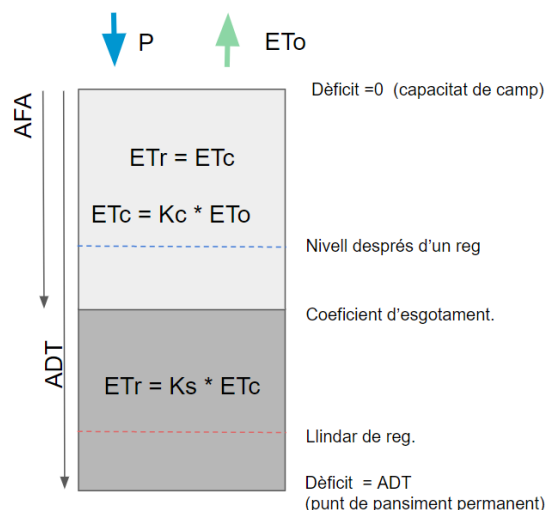 P
ETo
Dèficit =0 (capacitat de camp)
AFA
ETr = ETc
ETc = Kc * ETo
Nivell després d'un reg
Coeficient d'esgotament.
ADT
ETr = Ks * ETc
Llindar de reg.
Dèficit = ADT
(punt de pansiment permanent)